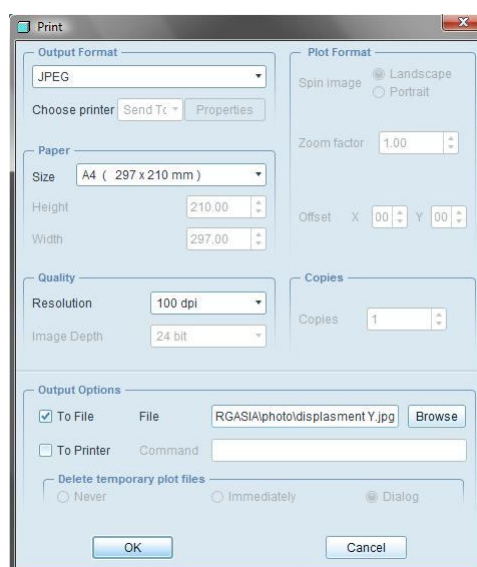 Print
Output Format
JPEG
Choose printer Send Tc Properties
Paper
Size A4 ( 297 x 210 mm )
Height 210.00
Width 297.00
Quality
Resolution 100 dpi
Image Depth 24 bit
Plot Format
Spin image Landscape
Portrait
Zoom factor 1.00
Offset X 00 Y 00
Copies
Copies 1
Output Options
To File File RGASIA\photo\displasment Y.jpg Browse
To Printer Command
Delete temporary plot files
Never Immediately Dialog
OK Cancel